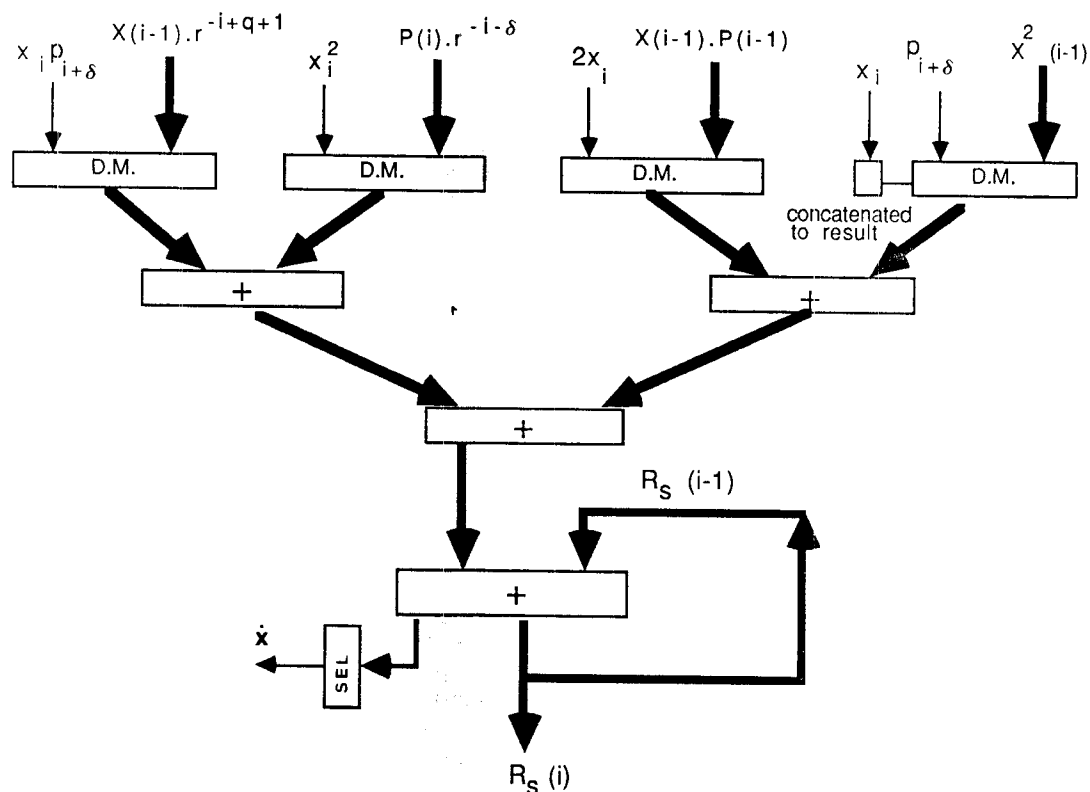 x_i p_{i+δ}
X(i-1).r^{-i+q+1}
x_i^2
P(i).r^{-i-δ}
2x_i
X(i-1).P(i-1)
x_i
p_{i+δ}
X^2 (i-1)
D.M.
D.M.
D.M.
D.M.
concatenated
to result
+
+
+
R_s (i-1)
+
ẋ
SEL
R_s (i)